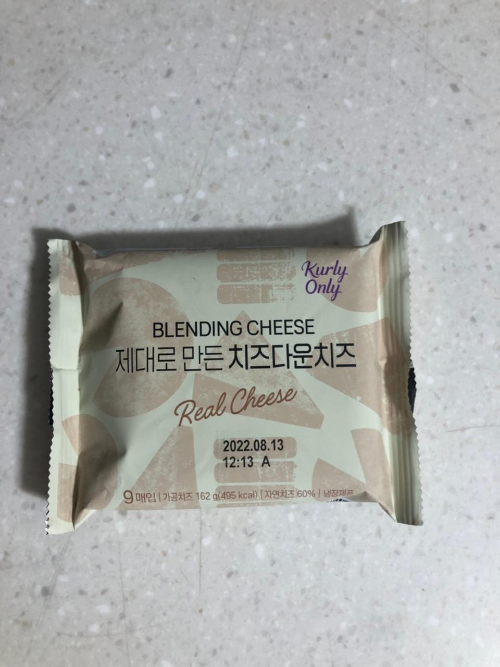 Kurly
Only
BLENDING CHEESE
제대로 만든 치즈다운치즈
Real Cheese
2022.08.13
12:13 A
9매입 | 가공치즈 162 g(495 kcal) | 자연치즈 60% | 냉장제품